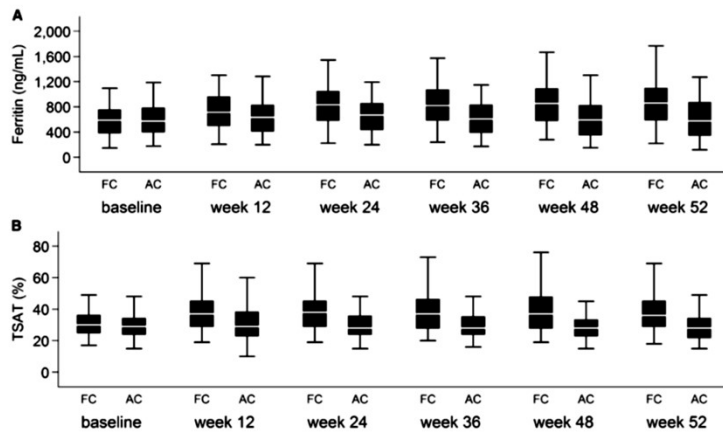 A
Ferritin (ng/mL)
2,000
1,600
1,200
800
400
0
FC AC FC AC FC AC FC AC FC AC FC AC
baseline week 12 week 24 week 36 week 48 week 52
B
TSAT (%)
80
60
40
20
0
FC AC FC AC FC AC FC AC FC AC FC AC
baseline week 12 week 24 week 36 week 48 week 52